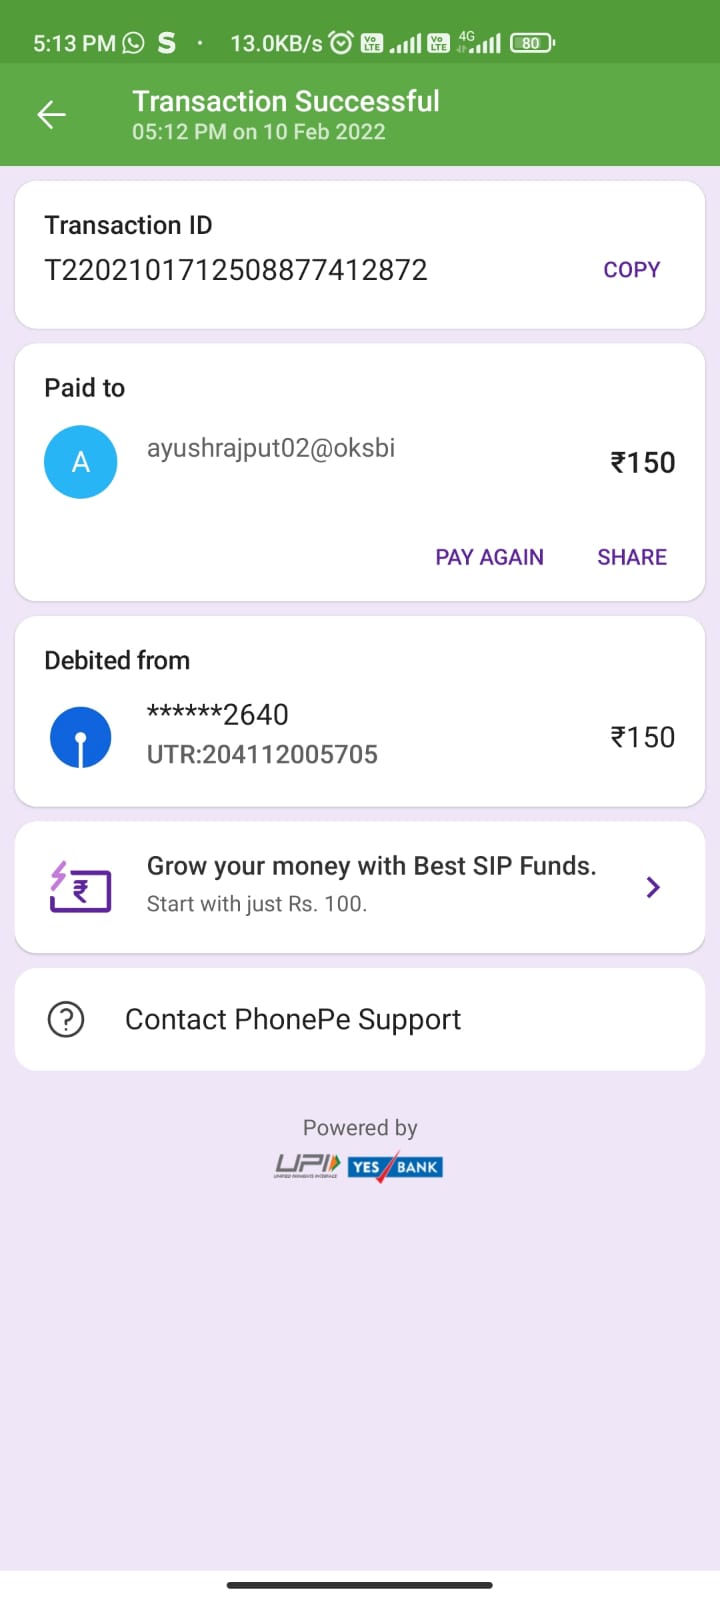 5:13 PM S · 13.0KB/s Vo LTE Vo LTE 4G 80
Transaction Successful
05:12 PM on 10 Feb 2022
Transaction ID
T2202101712508877412872 COPY
Paid to
A ayushrajput02@oksbi ₹150
PAY AGAIN SHARE
Debited from
******2640
UTR:204112005705 ₹150
Grow your money with Best SIP Funds.
₹
Start with just Rs. 100.
? Contact PhonePe Support
Powered by
UPI YES BANK
UNIFIED PAYMENTS INTERFACE